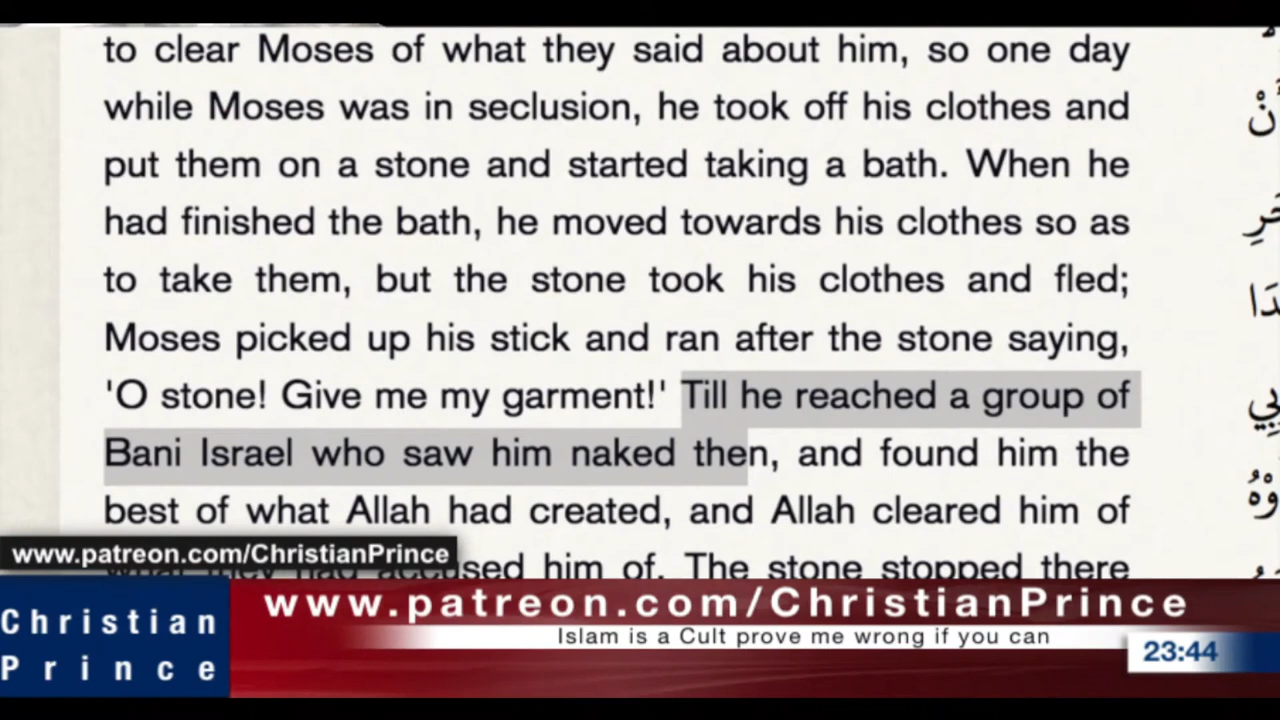 to clear Moses of what they said about him, so one day
while Moses was in seclusion, he took off his clothes and
put them on a stone and started taking a bath. When he
had finished the bath, he moved towards his clothes so as
to take them, but the stone took his clothes and fled;
Moses picked up his stick and ran after the stone saying,
'O stone! Give me my garment!' Till he reached a group of
Bani Israel who saw him naked then, and found him the
best of what Allah had created, and Allah cleared him of
what they had accused him of. The stone stopped there
www.patreon.com/ChristianPrince
www.patreon.com/ChristianPrince
Islam is a Cult prove me wrong if you can
Christian
Prince
23:44